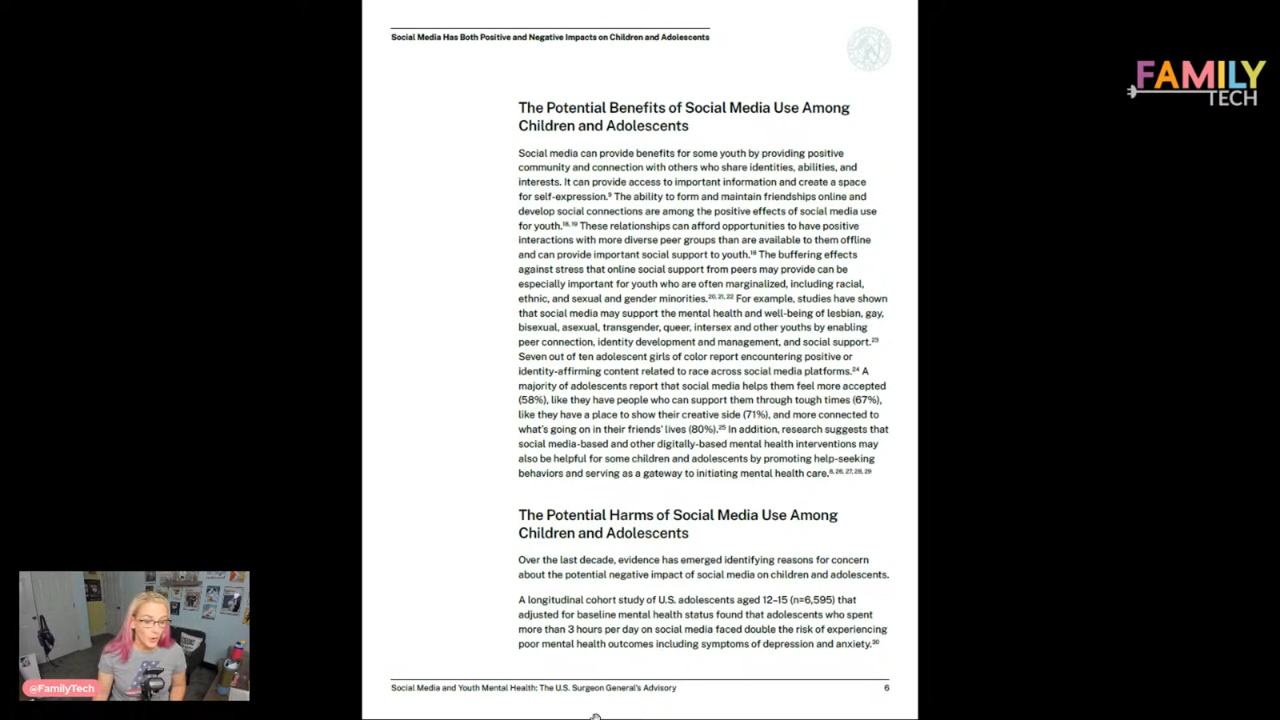 Social Media Has Both Positive and Negative Impacts on Children and Adolescents
FAMILY
TECH
The Potential Benefits of Social Media Use Among
Children and Adolescents
Social media can provide benefits for some youth by providing positive
community and connection with others who share identities, abilities, and
interests. It can provide access to important information and create a space
for self-expression.⁹ The ability to form and maintain friendships online and
develop social connections are among the positive effects of social media use
for youth.¹⁸, ¹⁹ These relationships can afford opportunities to have positive
interactions with more diverse peer groups than are available to them offline
and can provide important social support to youth.¹⁸ The buffering effects
against stress that online social support from peers may provide can be
especially important for youth who are often marginalized, including racial,
ethnic, and sexual and gender minorities.²⁰, ²¹, ²² For example, studies have shown
that social media may support the mental health and well-being of lesbian, gay,
bisexual, asexual, transgender, queer, intersex and other youths by enabling
peer connection, identity development and management, and social support.²³
Seven out of ten adolescent girls of color report encountering positive or
identity-affirming content related to race across social media platforms.²⁴ A
majority of adolescents report that social media helps them feel more accepted
(58%), like they have people who can support them through tough times (67%),
like they have a place to show their creative side (71%), and more connected to
what's going on in their friends' lives (80%).²⁵ In addition, research suggests that
social media-based and other digitally-based mental health interventions may
also be helpful for some children and adolescents by promoting help-seeking
behaviors and serving as a gateway to initiating mental health care.⁸, ²⁶, ²⁷, ²⁸, ²⁹
The Potential Harms of Social Media Use Among
Children and Adolescents
Over the last decade, evidence has emerged identifying reasons for concern
about the potential negative impact of social media on children and adolescents.
A longitudinal cohort study of U.S. adolescents aged 12–15 (n=6,595) that
adjusted for baseline mental health status found that adolescents who spent
more than 3 hours per day on social media faced double the risk of experiencing
poor mental health outcomes including symptoms of depression and anxiety.³⁰
@FamilyTech
Social Media and Youth Mental Health: The U.S. Surgeon General's Advisory
6